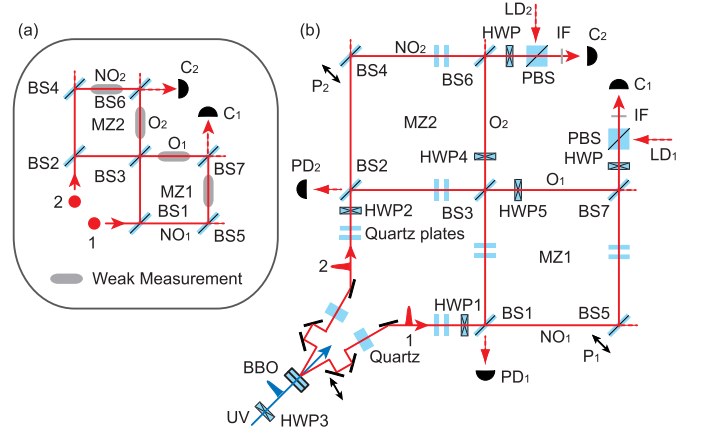 (a)
C₂
NO₂
BS4
BS6
C₁
MZ2
O₂
O₁
BS2
BS3
BS7
MZ1
2
BS1
1
NO₁
BS5
Weak Measurement
(b)
LD₂
HWP
IF
C₂
NO₂
BS4
BS6
PBS
P₂
C₁
IF
MZ2
O₂
PBS
HWP
LD₁
HWP4
BS2
PD₂
O₁
BS3
HWP5
BS7
HWP2
Quartz plates
MZ1
2
HWP1
BS1
BS5
1
NO₁
P₁
Quartz
BBO
PD₁
UV
HWP3